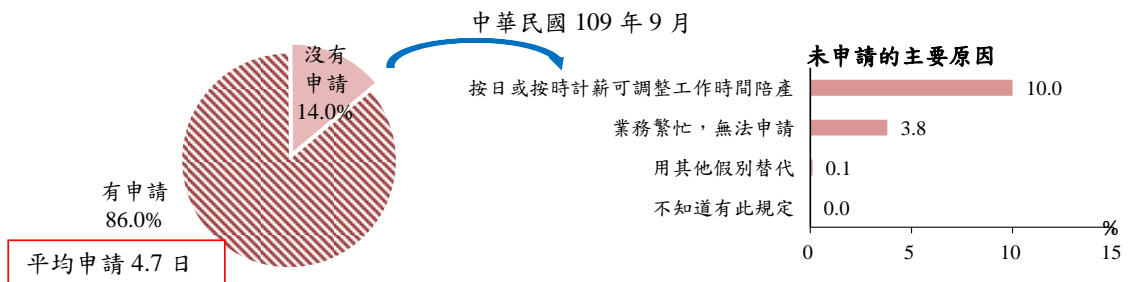 中華民國 109 年 9 月
沒有
申請
14.0%
有申請
86.0%
平均申請 4.7 日
未申請的主要原因
按日或按時計薪可調整工作時間陪產
10.0
業務繁忙，無法申請
3.8
用其他假別替代
0.1
不知道有此規定
0.0
%
0 5 10 15